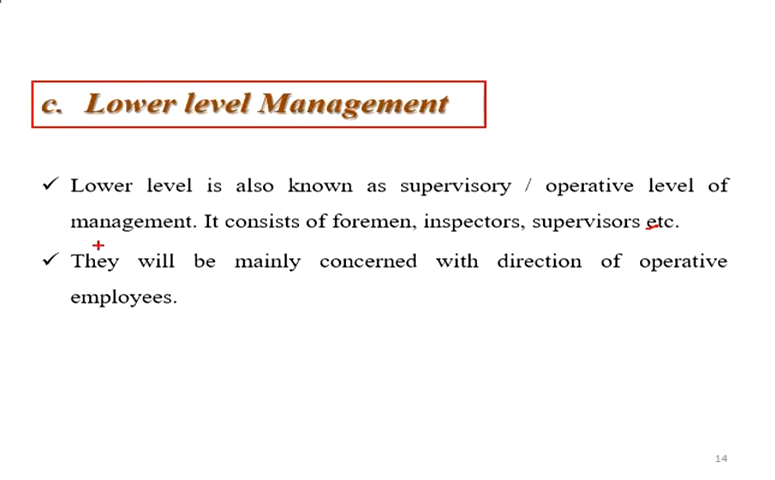 c. Lower level Management
✓ Lower level is also known as supervisory / operative level of
management. It consists of foremen, inspectors, supervisors etc.
✓ They will be mainly concerned with direction of operative
employees.
14